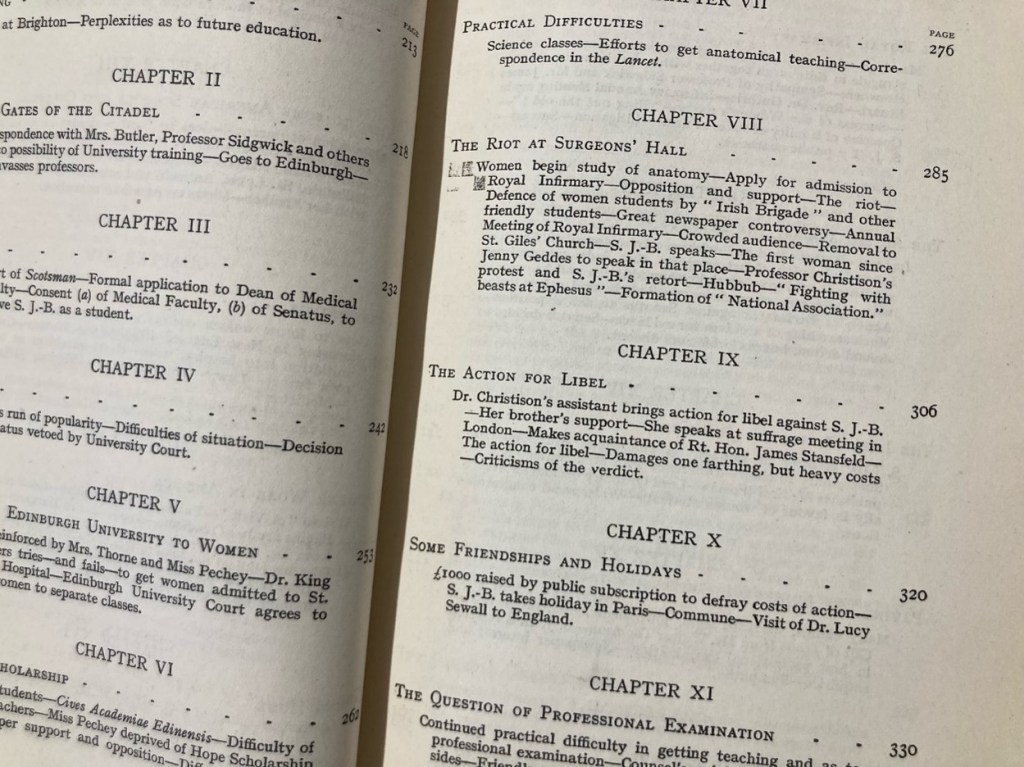 at Brighton—Perplexities as to future education.
PAGE
213
CHAPTER II
GATES OF THE CITADEL
218
spondence with Mrs. Butler, Professor Sidgwick and others
o possibility of University training—Goes to Edinburgh—
vasses professors.
CHAPTER III
232
rt of Scotsman—Formal application to Dean of Medical
lty—Consent (a) of Medical Faculty, (b) of Senatus, to
ve S. J.-B. as a student.
CHAPTER IV
242
s run of popularity—Difficulties of situation—Decision
atus vetoed by University Court.
CHAPTER V
EDINBURGH UNIVERSITY TO WOMEN - - 253
einforced by Mrs. Thorne and Miss Pechey—Dr. King
ers tries—and fails—to get women admitted to St.
Hospital—Edinburgh University Court agrees to
omen to separate classes.
CHAPTER VI
HOLARSHIP
262
tudents—Cives Academiae Edinensis—Difficulty of
achers—Miss Pechey deprived of Hope Scholarship
per support and opposition—
CHAPTER VII
PAGE
PRACTICAL DIFFICULTIES - - - - - - 276
Science classes—Efforts to get anatomical teaching—Corre-
spondence in the Lancet.
CHAPTER VIII
THE RIOT AT SURGEONS' HALL - - - - - 285
Women begin study of anatomy—Apply for admission to
Royal Infirmary—Opposition and support—The riot—
Defence of women students by "Irish Brigade" and other
friendly students—Great newspaper controversy—Annual
Meeting of Royal Infirmary—Crowded audience—Removal to
St. Giles' Church—S. J.-B. speaks—The first woman since
Jenny Geddes to speak in that place—Professor Christison's
protest and S. J.-B.'s retort—Hubbub—"Fighting with
beasts at Ephesus"—Formation of "National Association."
CHAPTER IX
THE ACTION FOR LIBEL - - - - - - - 306
Dr. Christison's assistant brings action for libel against S. J.-B.
—Her brother's support—She speaks at suffrage meeting in
London—Makes acquaintance of Rt. Hon. James Stansfeld—
The action for libel—Damages one farthing, but heavy costs
—Criticisms of the verdict.
CHAPTER X
SOME FRIENDSHIPS AND HOLIDAYS - - - - - 320
£1000 raised by public subscription to defray costs of action—
S. J.-B. takes holiday in Paris—Commune—Visit of Dr. Lucy
Sewall to England.
CHAPTER XI
THE QUESTION OF PROFESSIONAL EXAMINATION - - - 330
Continued practical difficulty in getting teaching and as to
professional examination—
sides—